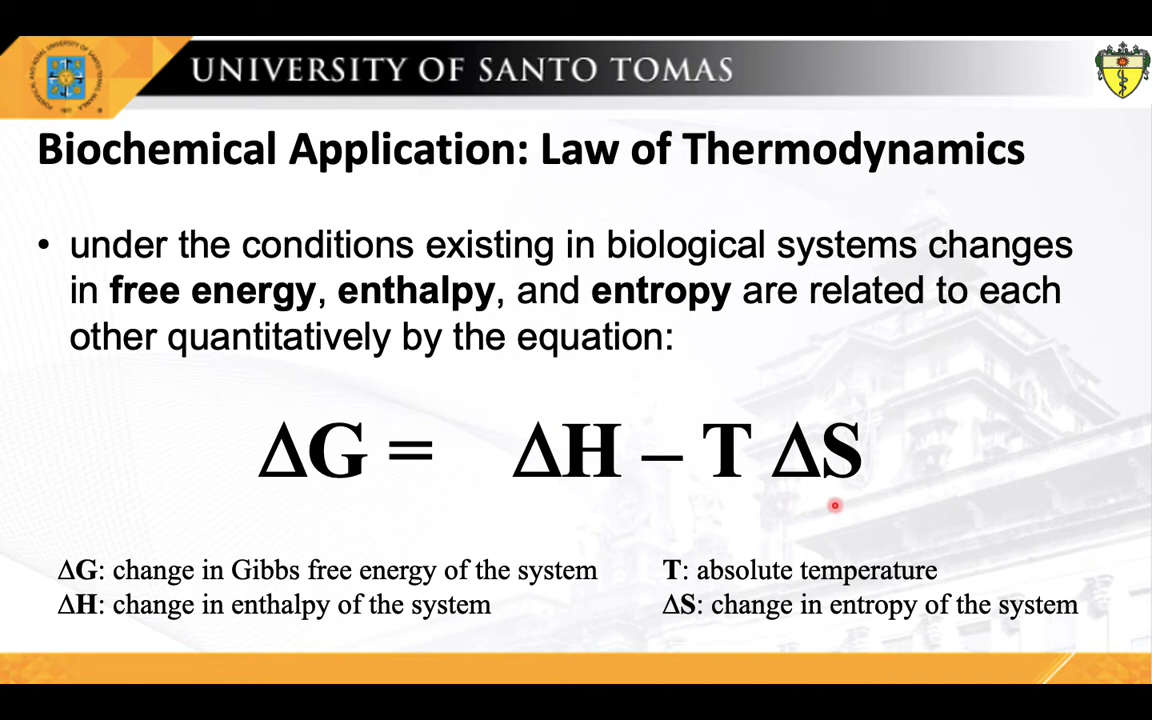 UNIVERSITY OF SANTO TOMAS
Biochemical Application: Law of Thermodynamics
• under the conditions existing in biological systems changes
in free energy, enthalpy, and entropy are related to each
other quantitatively by the equation:
ΔG = ΔH – T ΔS
ΔG: change in Gibbs free energy of the system
ΔH: change in enthalpy of the system
T: absolute temperature
ΔS: change in entropy of the system